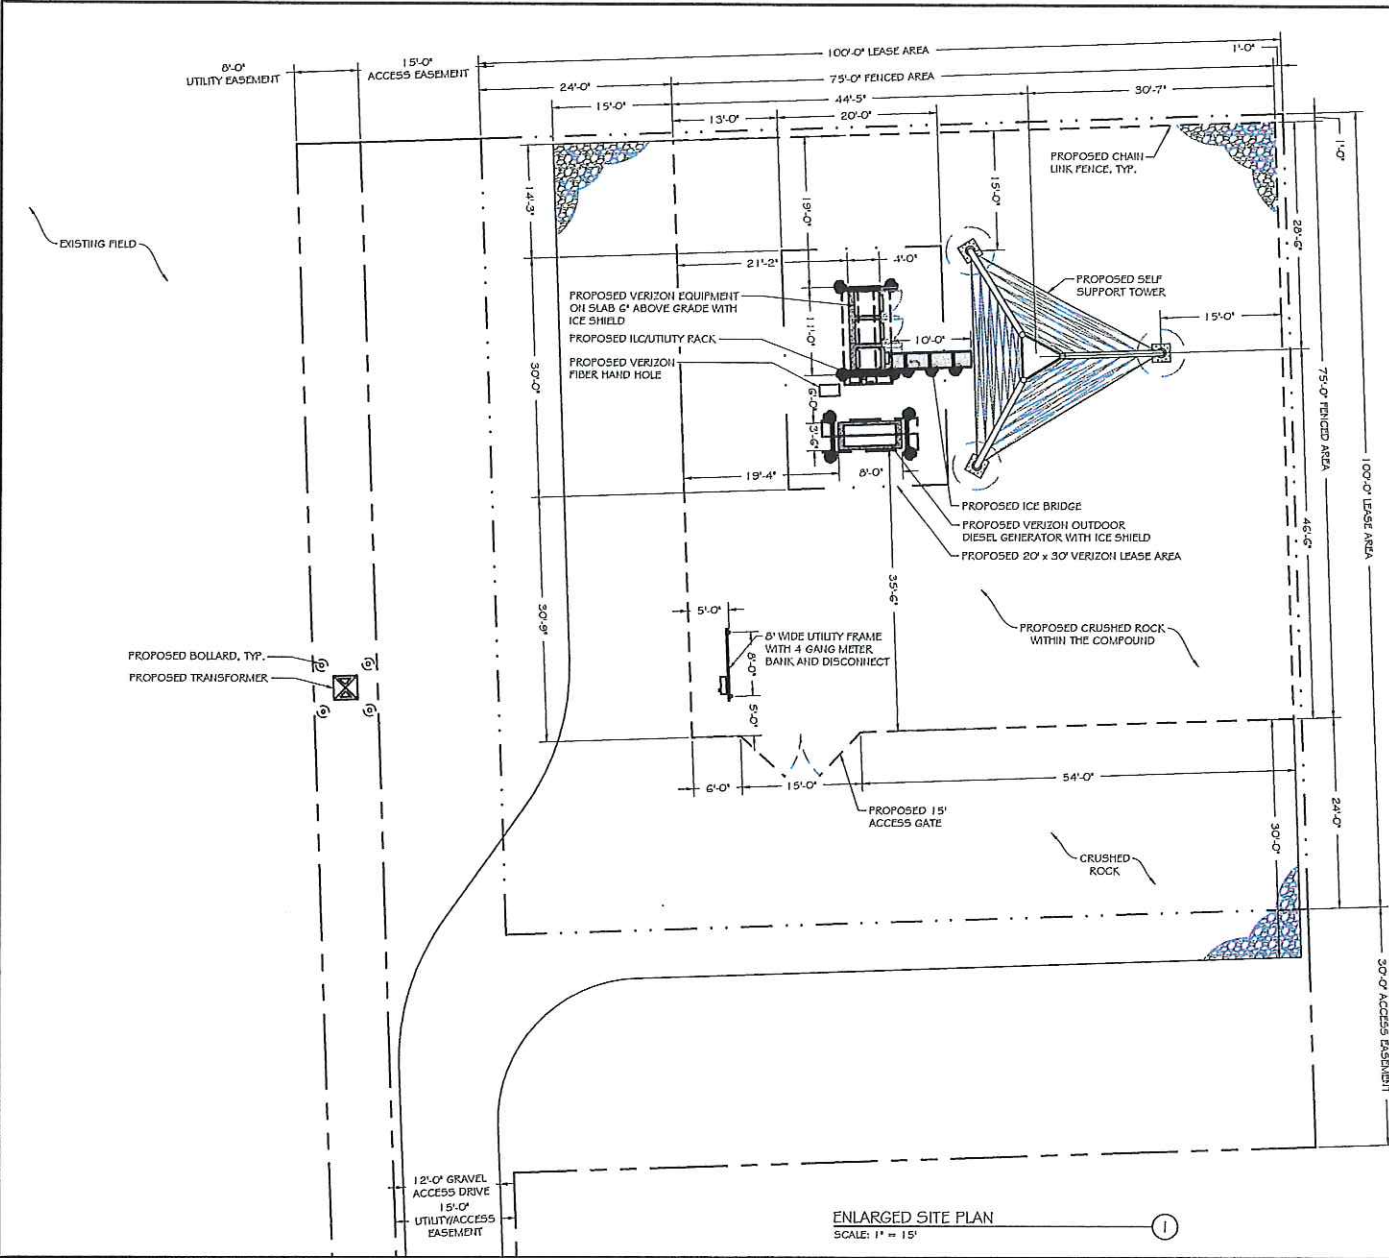 100'-0" LEASE AREA
1'-0"
8'-0"
UTILITY EASEMENT
15'-0"
ACCESS EASEMENT
75'-0" FENCED AREA
24'-0"
44'-5"
30'-7"
15'-0"
13'-0"
20'-0"
1'-0"
PROPOSED CHAIN
LINK FENCE, TYP.
14'-3"
19'-0"
15'-0"
28'-6"
EXISTING FIELD
21'-2"
4'-0"
PROPOSED SELF
SUPPORT TOWER
PROPOSED VERIZON EQUIPMENT
ON SLAB 6" ABOVE GRADE WITH
ICE SHIELD
11'-0"
10'-0"
15'-0"
PROPOSED ILC/UTILITY RACK
PROPOSED VERIZON
FIBER HAND HOLE
30'-0"
6'-0"
3'-6"
75'-0" FENCED AREA
100'-0" LEASE AREA
19'-4"
8'-0"
PROPOSED ICE BRIDGE
PROPOSED VERIZON OUTDOOR
DIESEL GENERATOR WITH ICE SHIELD
PROPOSED 20' x 30' VERIZON LEASE AREA
46'-6"
35'-6"
30'-9"
5'-0"
8' WIDE UTILITY FRAME
WITH 4 GANG METER
BANK AND DISCONNECT
8'-0"
PROPOSED CRUSHED ROCK
WITHIN THE COMPOUND
PROPOSED BOLLARD, TYP.
PROPOSED TRANSFORMER
5'-0"
6'-0"
15'-0"
54'-0"
PROPOSED 15'
ACCESS GATE
24'-0"
30'-0"
CRUSHED
ROCK
30'-0" ACCESS EASEMENT
12'-0" GRAVEL
ACCESS DRIVE
15'-0"
UTILITY/ACCESS
EASEMENT
ENLARGED SITE PLAN
SCALE: 1" = 15'
1